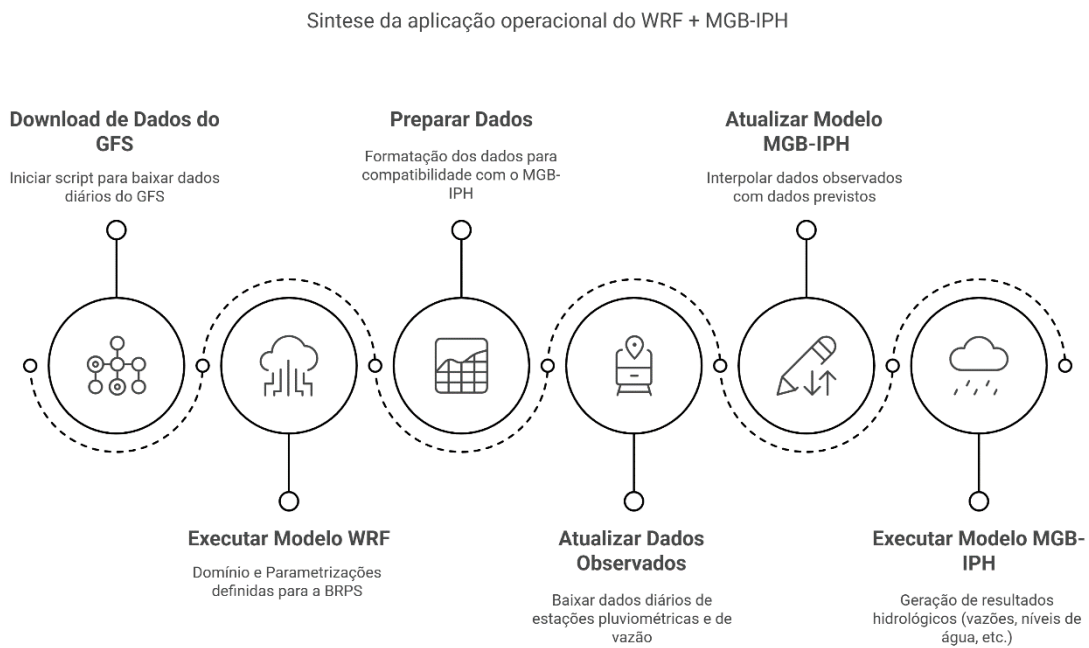 Sintese da aplicação operacional do WRF + MGB-IPH
Download de Dados do
GFS
Iniciar script para baixar dados
diários do GFS
Preparar Dados
Formatação dos dados para
compatibilidade com o MGB-
IPH
Atualizar Modelo
MGB-IPH
Interpolar dados observados
com dados previstos
Executar Modelo WRF
Domínio e Parametrizações
definidas para a BRPS
Atualizar Dados
Observados
Baixar dados diários de
estações pluviométricas e de
vazão
Executar Modelo MGB-
IPH
Geração de resultados
hidrológicos (vazões, níveis de
água, etc.)